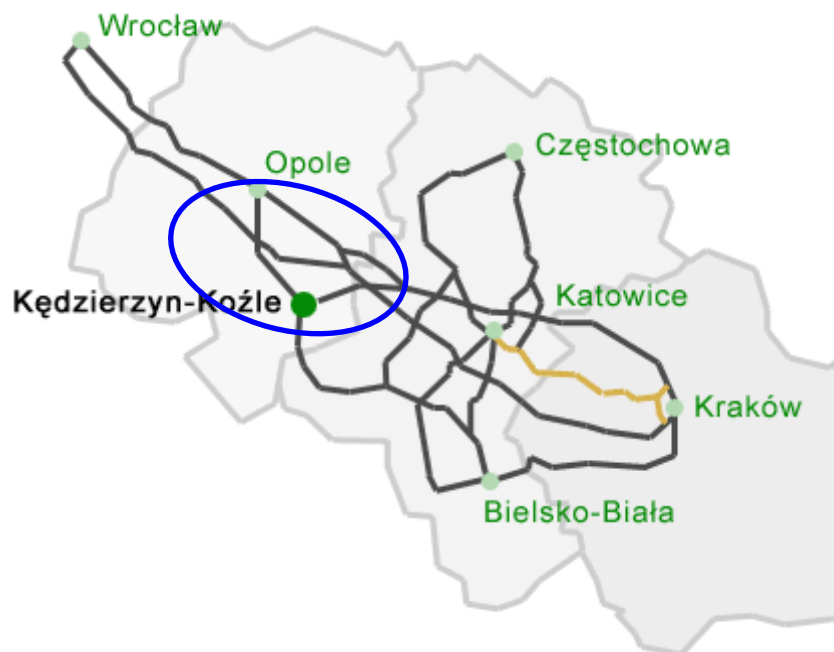 Wrocław
Opole
Częstochowa
Kędzierzyn-Koźle
Katowice
Kraków
Bielsko-Biała